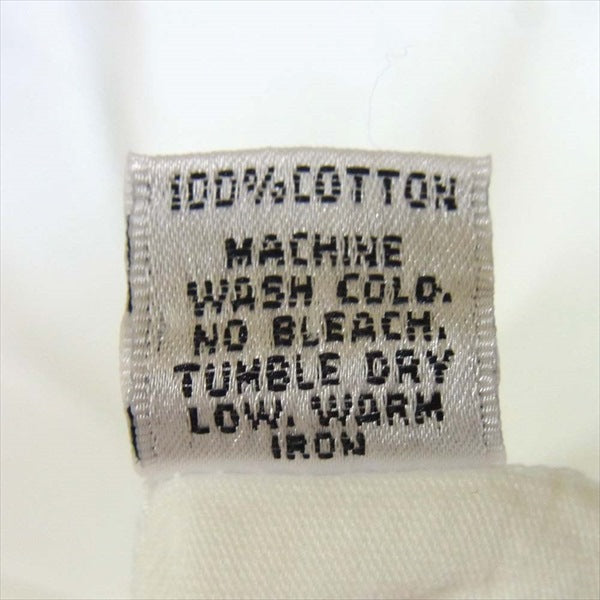 100%COTTON
MACHINE
WASH COLD.
NO BLEACH.
TUMBLE DRY
LOW. WARM
IRON